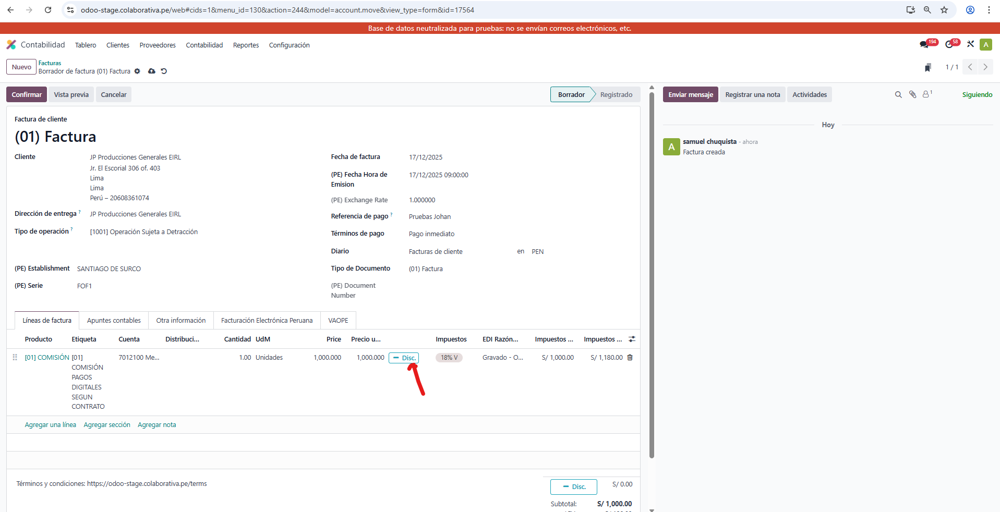 odoo-stage.colaborativa.pe/web#cids=1&menu_id=130&action=244&model=account.move&view_type=form&id=17564
Base de datos neutralizada para pruebas: no se envían correos electrónicos, etc.
Contabilidad Tablero Clientes Proveedores Contabilidad Reportes Configuración 194 58 A
Nuevo Facturas
Borrador de factura (01) Factura 1 / 1
Confirmar Vista previa Cancelar Borrador Registrado Enviar mensaje Registrar una nota Actividades 1 Siguiendo
Factura de cliente
(01) Factura
Hoy
A samuel chuquista - ahora
Factura creada
Cliente JP Producciones Generales EIRL
Jr. El Escorial 306 of. 403
Lima
Lima
Perú – 20608361074
Dirección de entrega ? JP Producciones Generales EIRL
Tipo de operación ? [1001] Operación Sujeta a Detracción
(PE) Establishment SANTIAGO DE SURCO
(PE) Serie FOF1
Fecha de factura 17/12/2025
(PE) Fecha Hora de Emision 17/12/2025 09:00:00
(PE) Exchange Rate 1.000000
Referencia de pago ? Pruebas Johan
Términos de pago Pago inmediato
Diario Facturas de cliente en PEN
Tipo de Documento (01) Factura
(PE) Document Number
Líneas de factura Apuntes contables Otra información Facturación Electrónica Peruana VAOPE
Producto Etiqueta Cuenta Distribuci... Cantidad UdM Price Precio u... Impuestos EDI Razón... Impuestos ... Impuestos ...
[01] COMISIÓN [01] 7012100 Me... 1.00 Unidades 1,000.000 1,000.000 Disc. 18% V Gravado - O... S/ 1,000.00 S/ 1,180.00
COMISIÓN
PAGOS
DIGITALES
SEGUN
CONTRATO
Agregar una línea Agregar sección Agregar nota
Términos y condiciones: https://odoo-stage.colaborativa.pe/terms
Disc. S/ 0.00
Subtotal: S/ 1,000.00